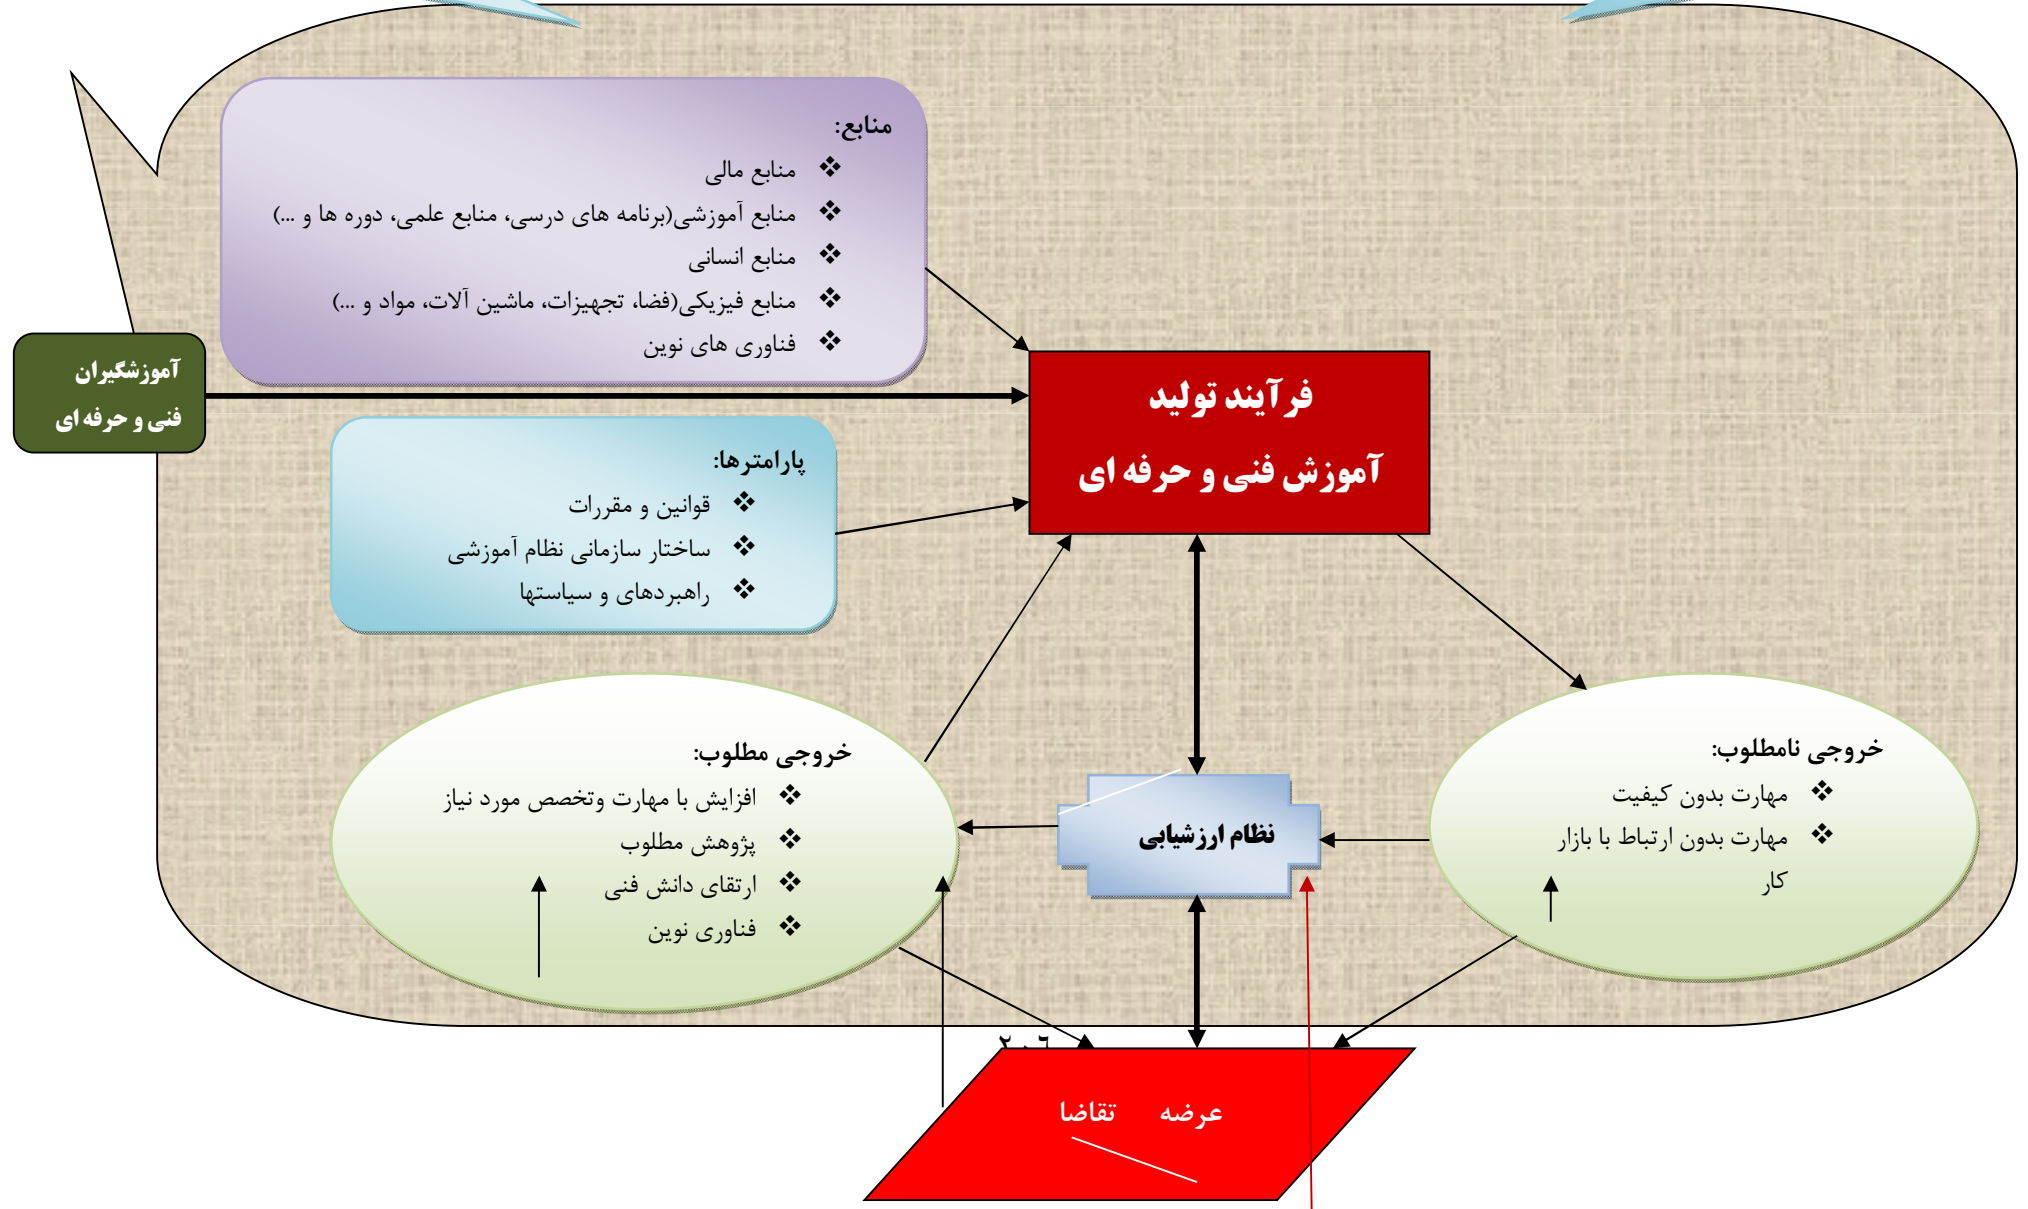 منابع:
❖ منابع مالی
❖ منابع آموزشی(برنامه های درسی، منابع علمی، دوره ها و ...)
❖ منابع انسانی
❖ منابع فیزیکی(فضا، تجهیزات، ماشین آلات، مواد و ...)
❖ فناوری های نوین
آموزشگیران
فنی و حرفه ای
فرآیند تولید
آموزش فنی و حرفه ای
پارامترها:
❖ قوانین و مقررات
❖ ساختار سازمانی نظام آموزشی
❖ راهبردهای و سیاستها
خروجی نامطلوب:
❖ مهارت بدون کیفیت
❖ مهارت بدون ارتباط با بازار
کار
نظام ارزشیابی
خروجی مطلوب:
❖ افزایش با مهارت وتخصص مورد نیاز
❖ پژوهش مطلوب
❖ ارتقای دانش فنی
❖ فناوری نوین
۲۰۶
عرضه تقاضا